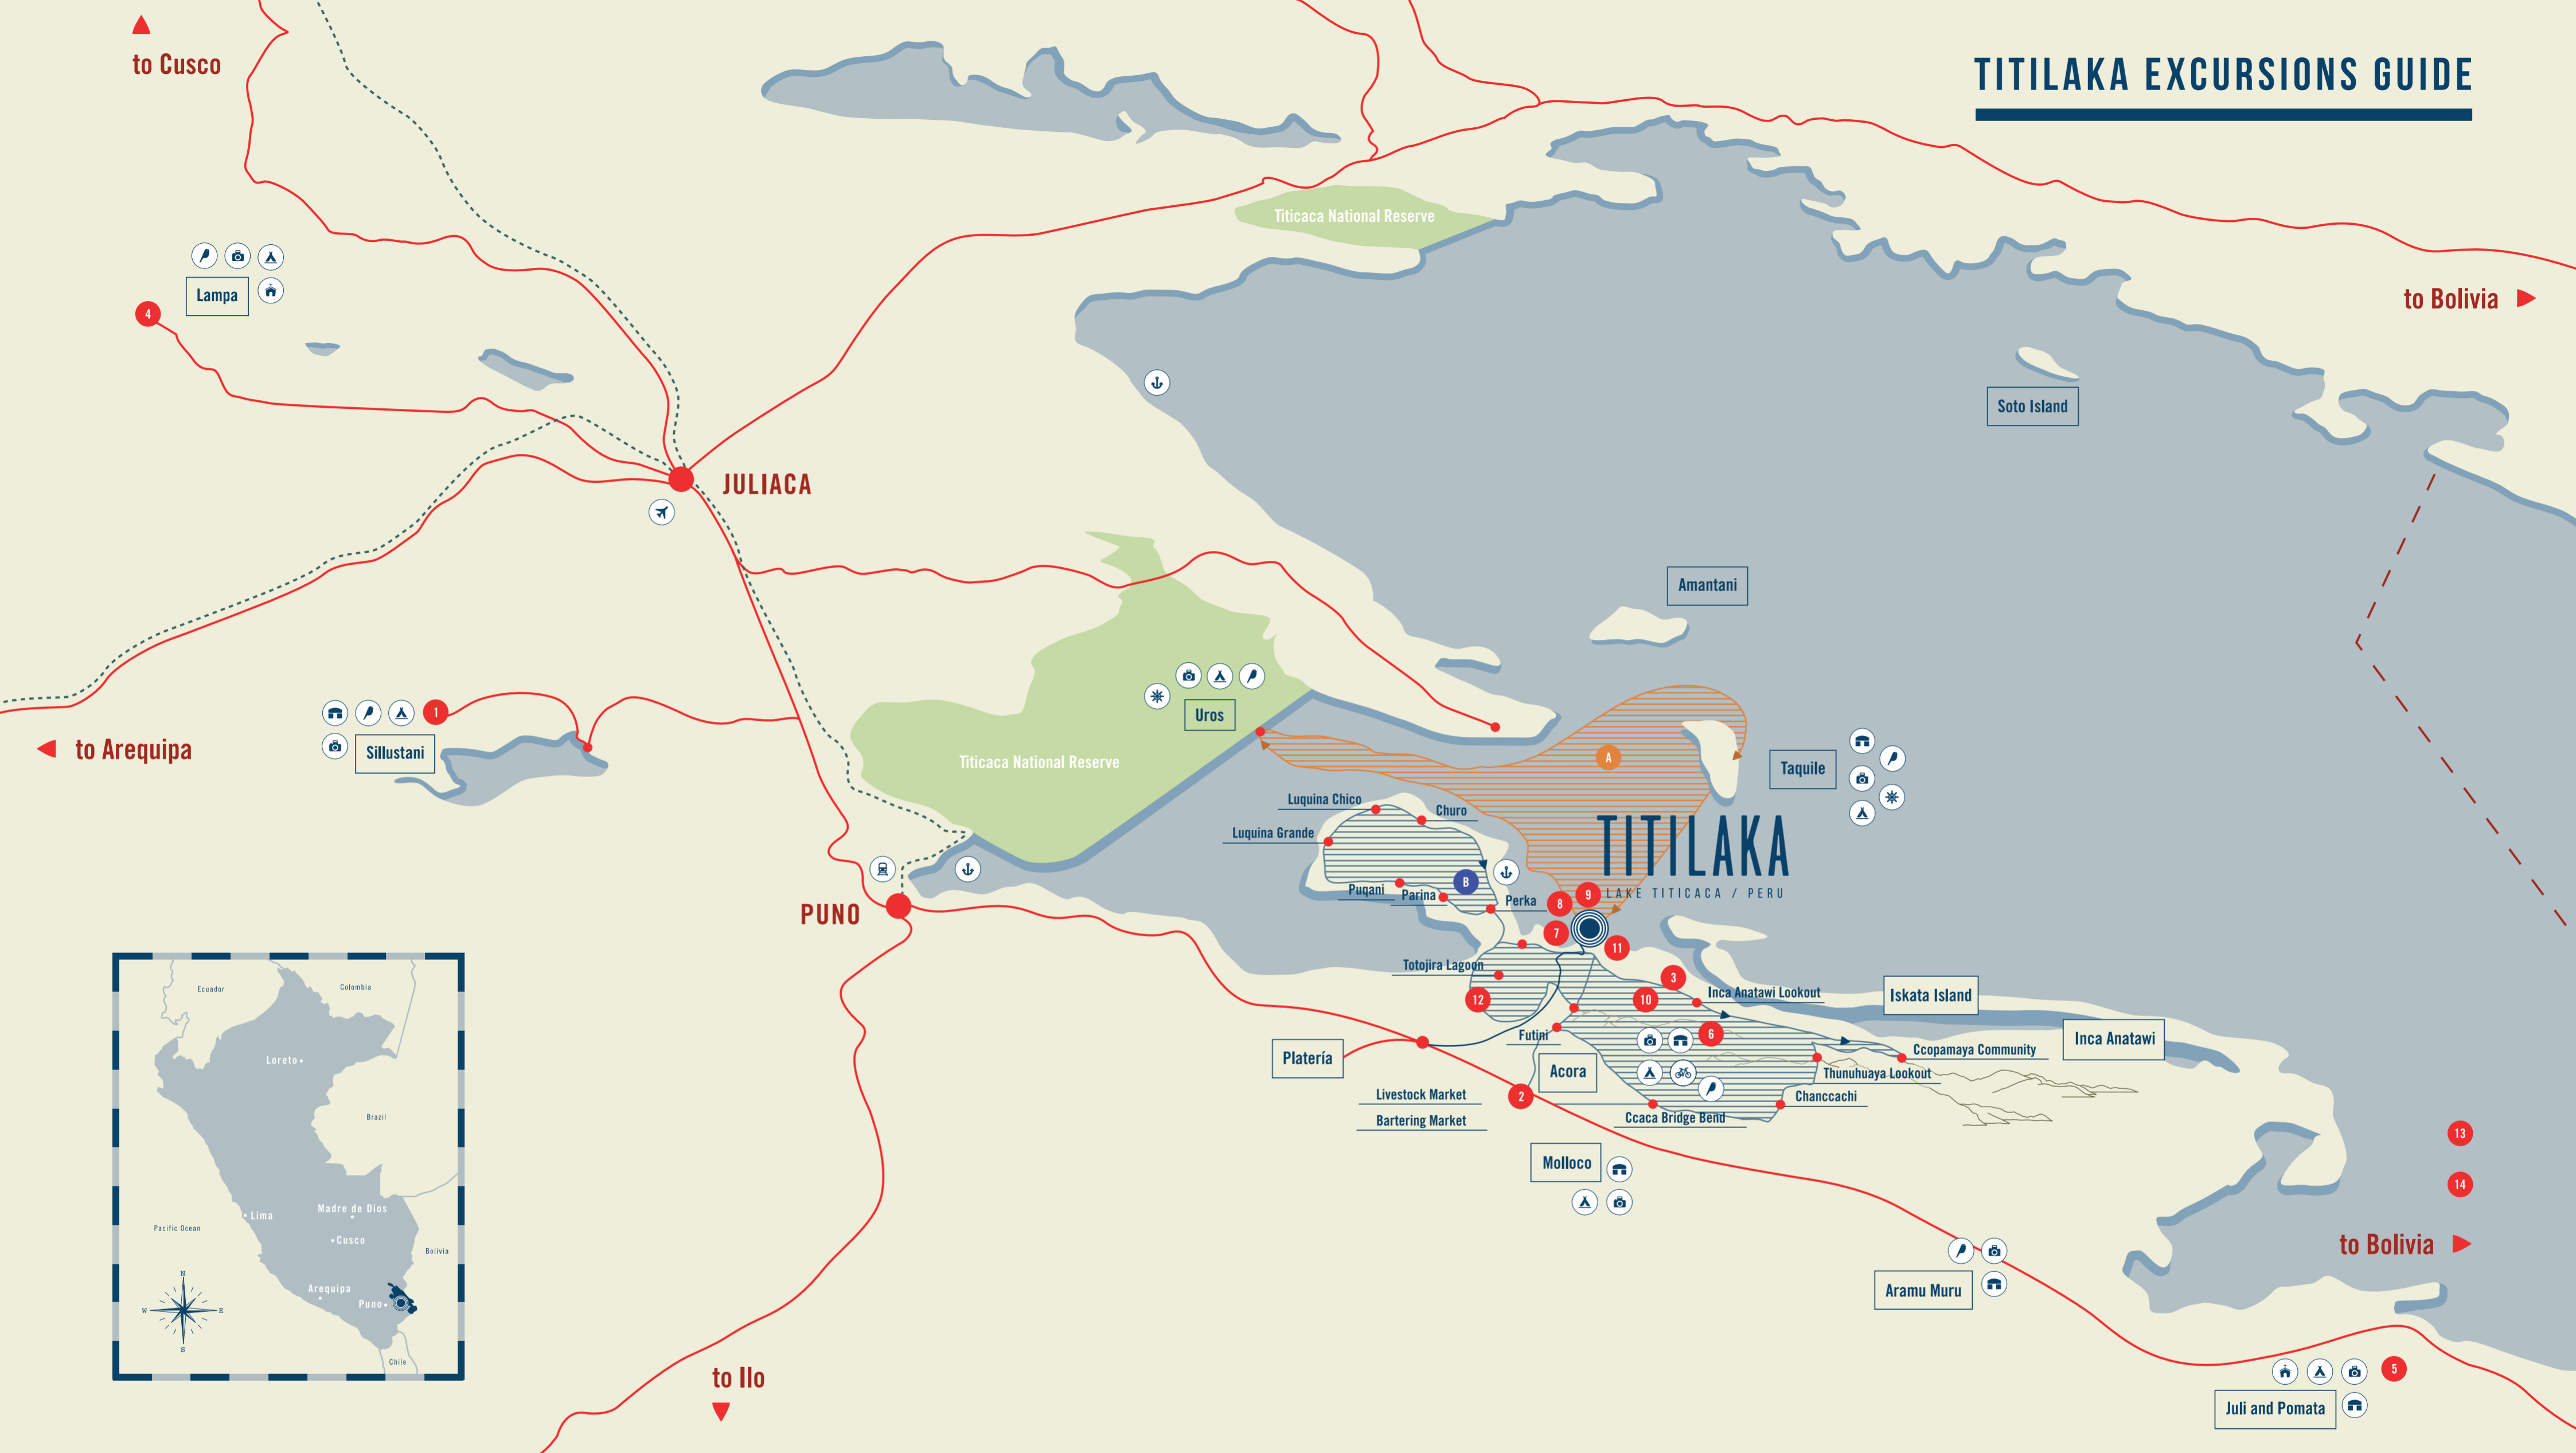 TITILAKA EXCURSIONS GUIDE
to Cusco
Lampa
4
Titicaca National Reserve
to Bolivia
Soto Island
JULIACA
Amantani
Uros
1
Sillustani
to Arequipa
Titicaca National Reserve
A
Taquile
Luquina Chico
Churo
Luquina Grande
TITILAKA
LAKE TITICACA / PERU
B
Puqani
Parina
Perka
8
9
7
11
PUNO
Totojira Lagoon
12
3
10
Inca Anatawi Lookout
Iskata Island
Futini
6
Inca Anatawi
Platería
Acora
Ccopamaya Community
Thunuhuaya Lookout
Livestock Market
2
Chanccachi
Bartering Market
Ccaca Bridge Bend
Molloco
13
14
to Bolivia
Aramu Muru
5
Juli and Pomata
to Ilo
Ecuador
Colombia
Loreto
Brazil
Madre de Dios
Lima
Pacific Ocean
Cusco
Bolivia
Arequipa
Puno
N
W
E
S
Chile